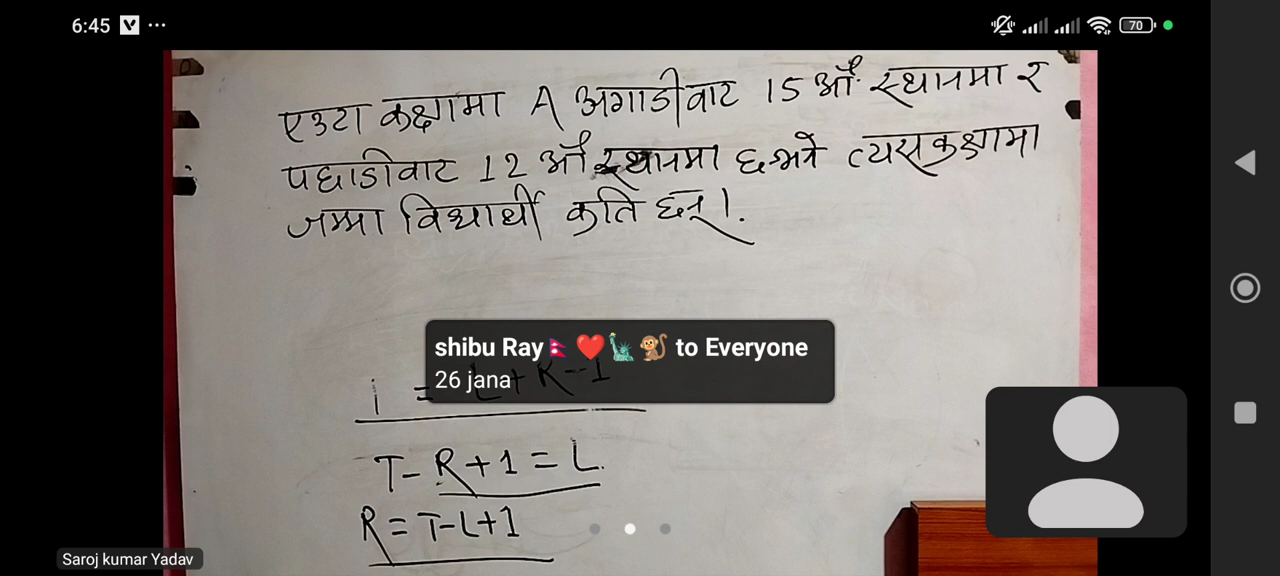 6:45
70
एउटा कक्षामा A अगाडीबाट 15 औं स्थानमा र
पछाडीबाट 12 औं स्थानमा छ भने त्यस कक्षामा
जम्मा विद्यार्थी कति छन् ।.
shibu Ray🇳🇵❤️🗽🐒 to Everyone
26 jana
= L+R-1
T-R+1=L.
R=T-L+1
Saroj kumar Yadav